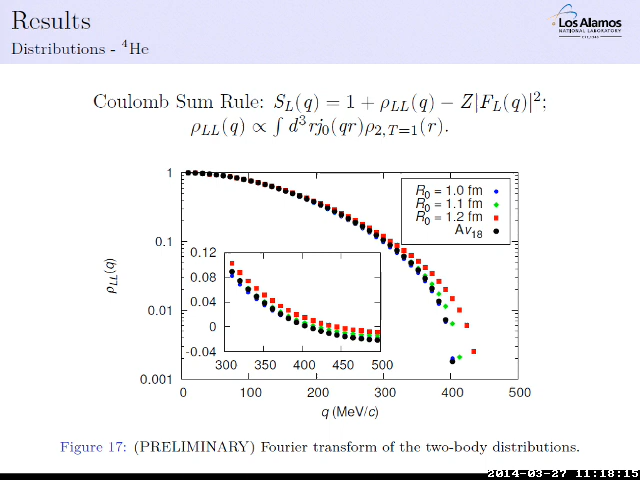 Results
Distributions - ⁴He
Los Alamos
NATIONAL LABORATORY
Coulomb Sum Rule: S_L(q) = 1 + ρ_LL(q) − Z|F_L(q)|²;
ρ_LL(q) ∝ ∫ d³rj₀(qr)ρ_2,T=1(r).
1
0.1
0.01
0.001
ρ_LL(q)
R₀ = 1.0 fm
R₀ = 1.1 fm
R₀ = 1.2 fm
Av₁₈
0.12
0.08
0.04
0
-0.04
300 350 400 450 500
0 100 200 300 400 500
q (MeV/c)
Figure 17: (PRELIMINARY) Fourier transform of the two-body distributions.
2014-03-27 11:18:15